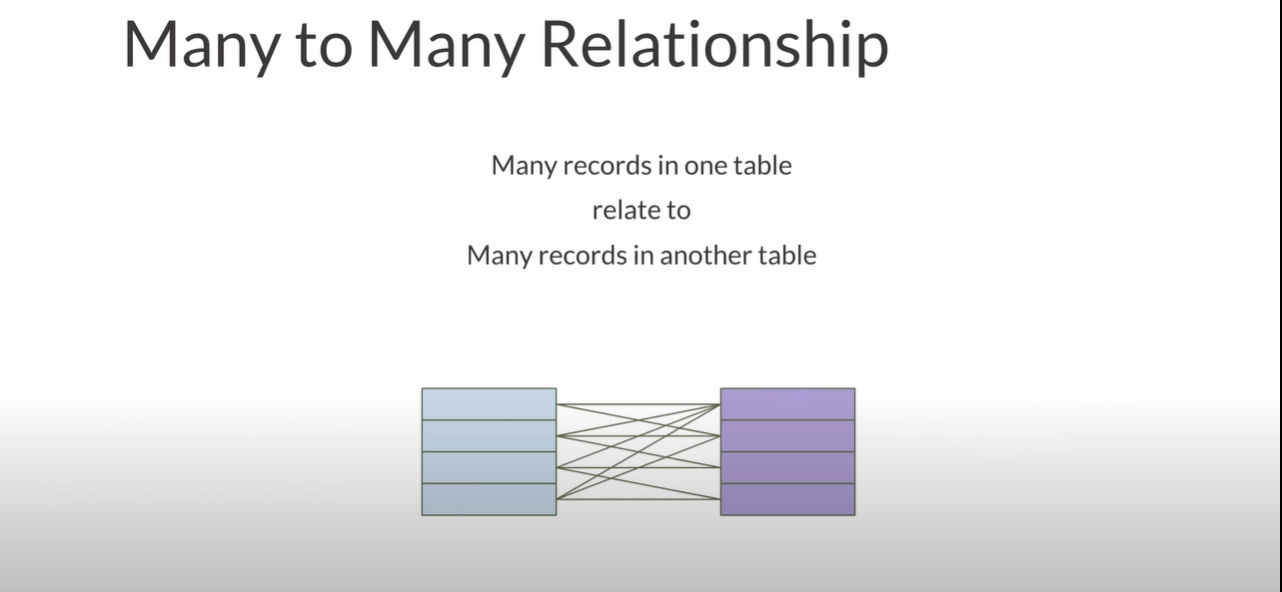 Many to Many Relationship
Many records in one table
relate to
Many records in another table